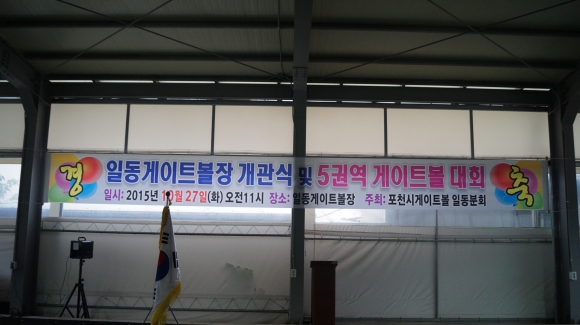 경 일동게이트볼장 개관식 및 5권역 게이트볼 대회 축
일시: 2015년 10월 27일(화) 오전11시 장소: 일동게이트볼장 주최: 포천시게이트볼 일동분회